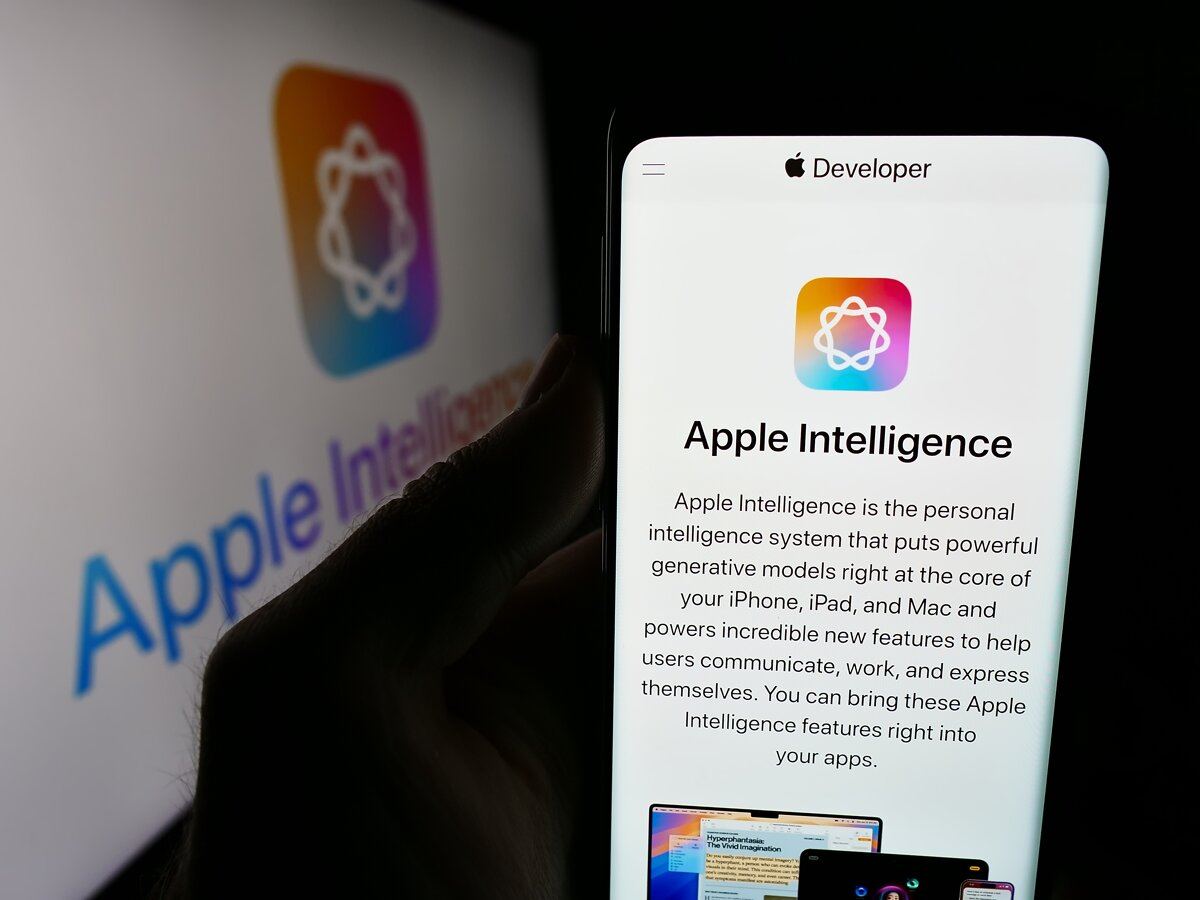 Apple Intelligence
Developer
Apple Intelligence
Apple Intelligence is the personal
intelligence system that puts powerful
generative models right at the core of
your iPhone, iPad, and Mac and
powers incredible new features to help
users communicate, work, and express
themselves. You can bring these Apple
Intelligence features right into
your apps.
Hyperphantasia:
The Vivid Imagination